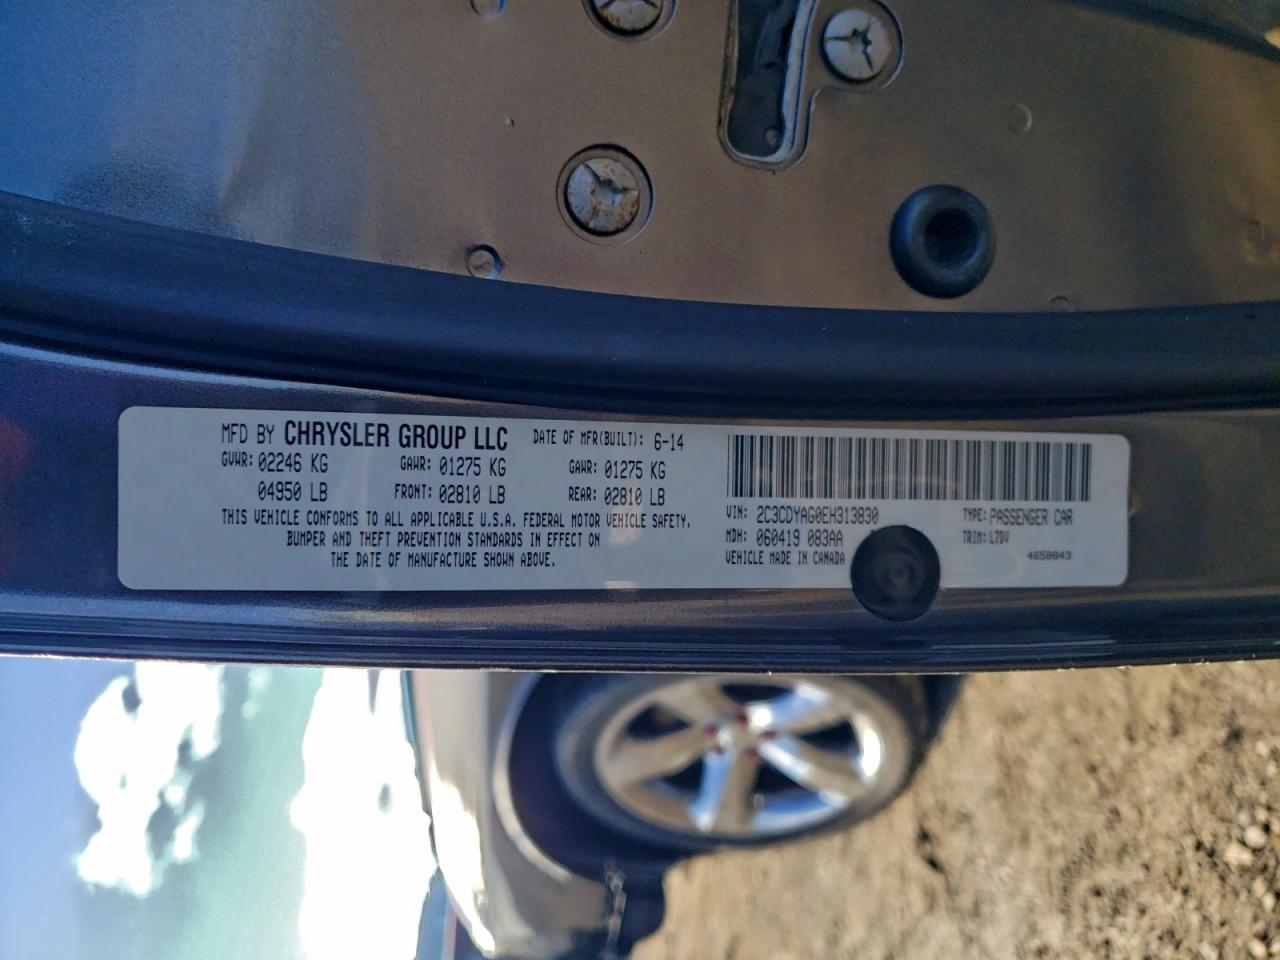 MFD BY CHRYSLER GROUP LLC DATE OF MFR(BUILT): 6-14
GVWR: 02246 KG GAWR: 01275 KG GAWR: 01275 KG
04950 LB FRONT: 02810 LB REAR: 02810 LB
THIS VEHICLE CONFORMS TO ALL APPLICABLE U.S.A. FEDERAL MOTOR VEHICLE SAFETY,
BUMPER AND THEFT PREVENTION STANDARDS IN EFFECT ON
THE DATE OF MANUFACTURE SHOWN ABOVE.
VIN: 2C3CDYAG0EH313830 TYPE: PASSENGER CAR
MDH: 060419 083AA TRIM: L7DV
VEHICLE MADE IN CANADA 4658843